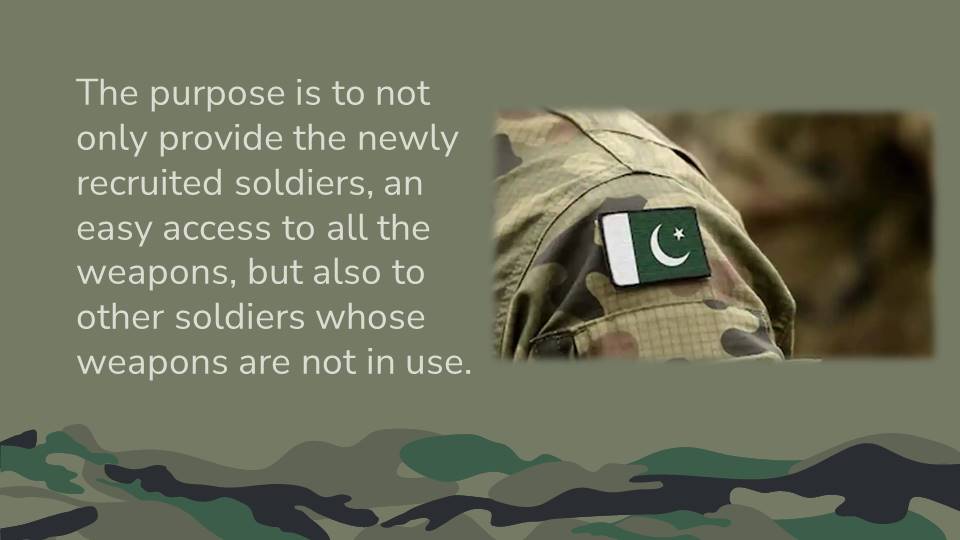 The purpose is to not
only provide the newly
recruited soldiers, an
easy access to all the
weapons, but also to
other soldiers whose
weapons are not in use.